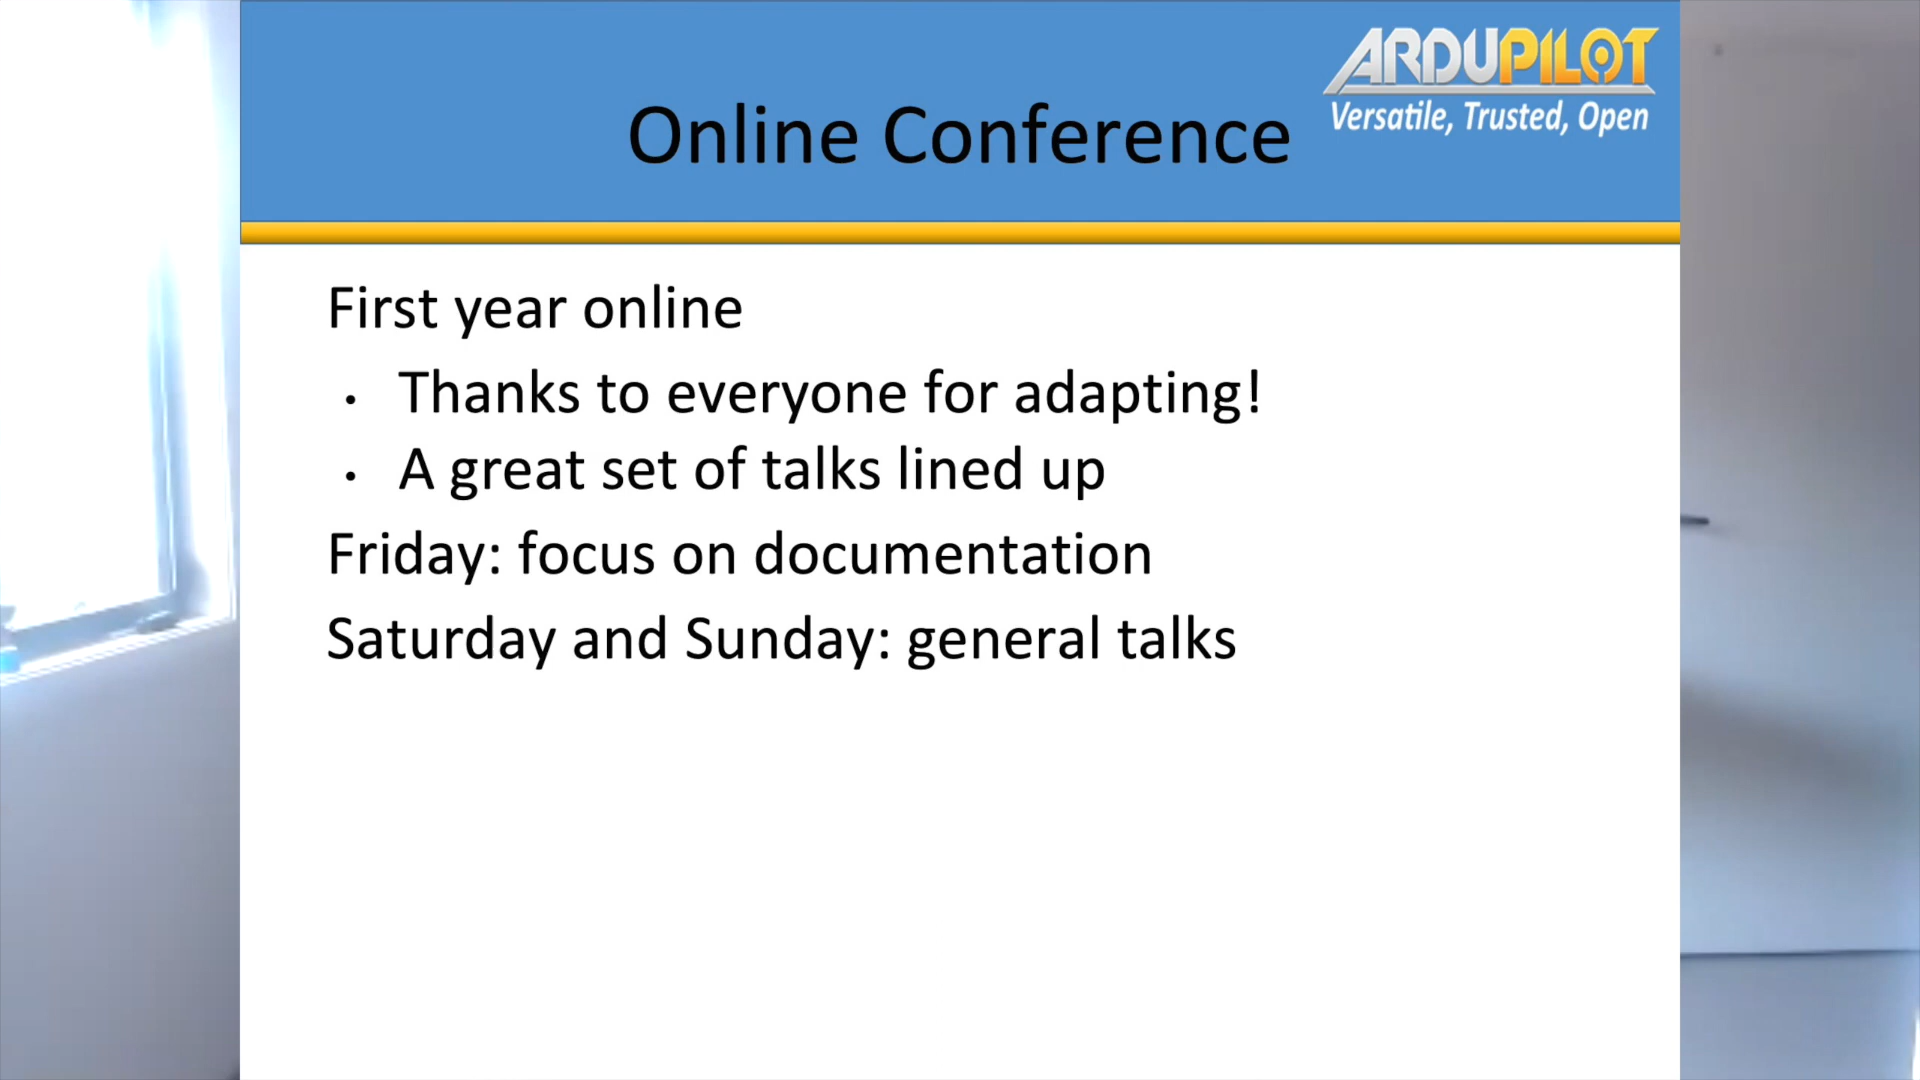 ARDUPILOT
Versatile, Trusted, Open
Online Conference
First year online
• Thanks to everyone for adapting!
• A great set of talks lined up
Friday: focus on documentation
Saturday and Sunday: general talks